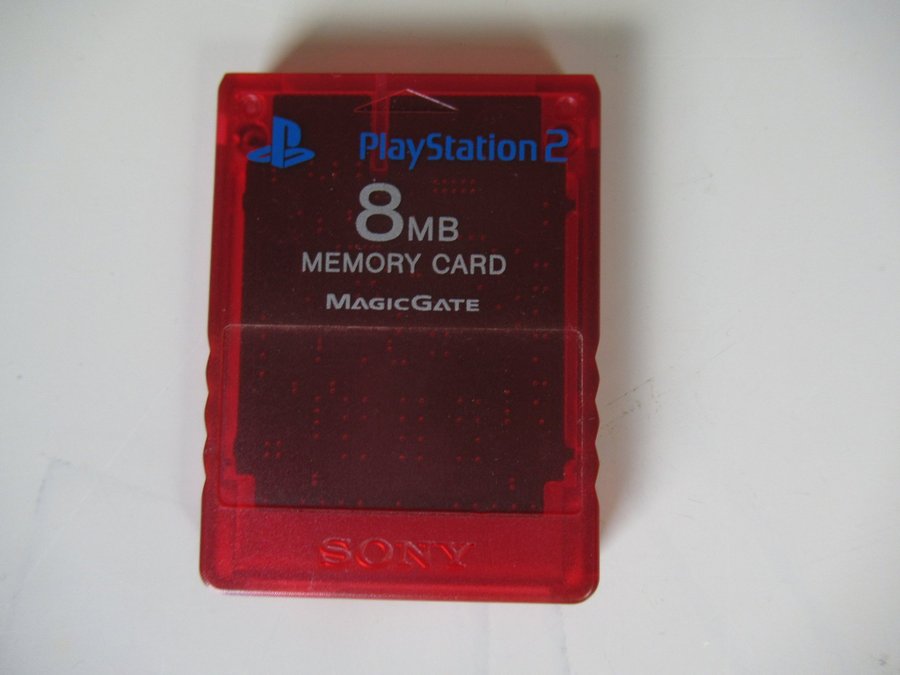 PlayStation 2
8MB
MEMORY CARD
MAGICGATE
SONY